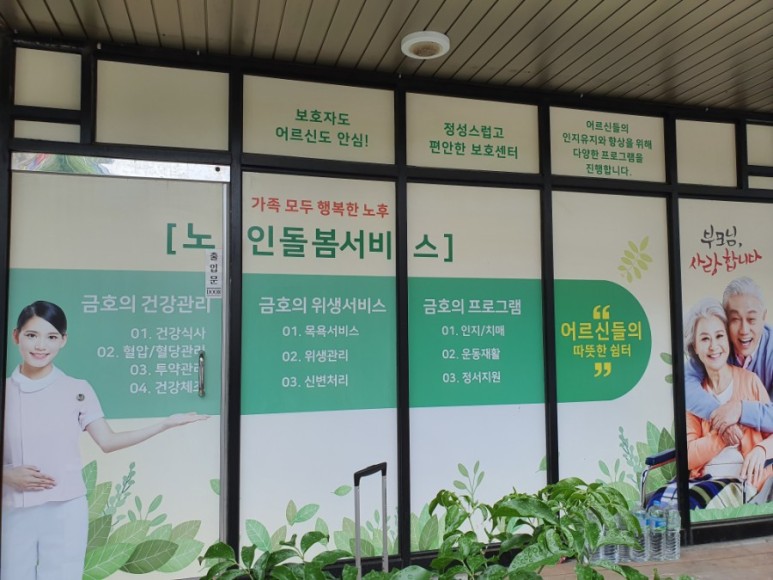 보호자도
어르신도 안심!
정성스럽고
편안한 보호센터
어르신들의
인지유지와 향상을 위해
다양한 프로그램을
진행합니다.
가족 모두 행복한 노후
[노인돌봄서비스]
출입문
금호의 건강관리
01. 건강식사
02. 혈압/혈당관리
03. 투약관리
04. 건강체조
금호의 위생서비스
01. 목욕서비스
02. 위생관리
03. 신변처리
금호의 프로그램
01. 인지/치매
02. 운동재활
03. 정서지원
“
어르신들의
따뜻한 쉼터
”
부모님,
사랑합니다